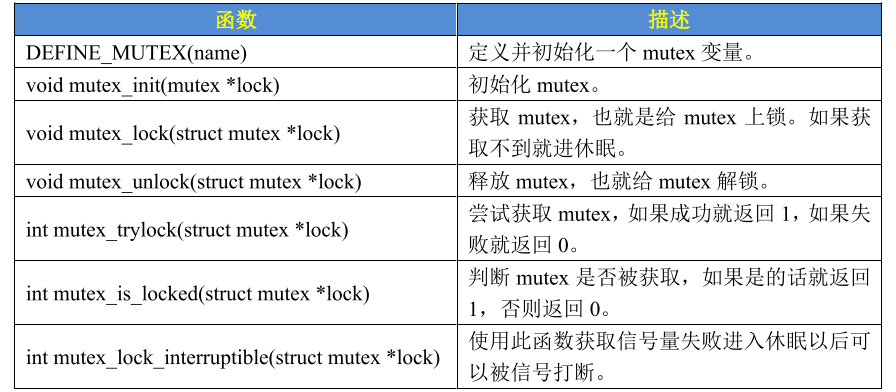 函数 描述
DEFINE_MUTEX(name) 定义并初始化一个 mutex 变量。
void mutex_init(mutex *lock) 初始化 mutex。
void mutex_lock(struct mutex *lock) 获取 mutex，也就是给 mutex 上锁。如果获
取不到就进休眠。
void mutex_unlock(struct mutex *lock) 释放 mutex，也就给 mutex 解锁。
int mutex_trylock(struct mutex *lock) 尝试获取 mutex，如果成功就返回 1，如果失
败就返回 0。
int mutex_is_locked(struct mutex *lock) 判断 mutex 是否被获取，如果是的话就返回
1，否则返回 0。
int mutex_lock_interruptible(struct mutex *lock) 使用此函数获取信号量失败进入休眠以后可
以被信号打断。